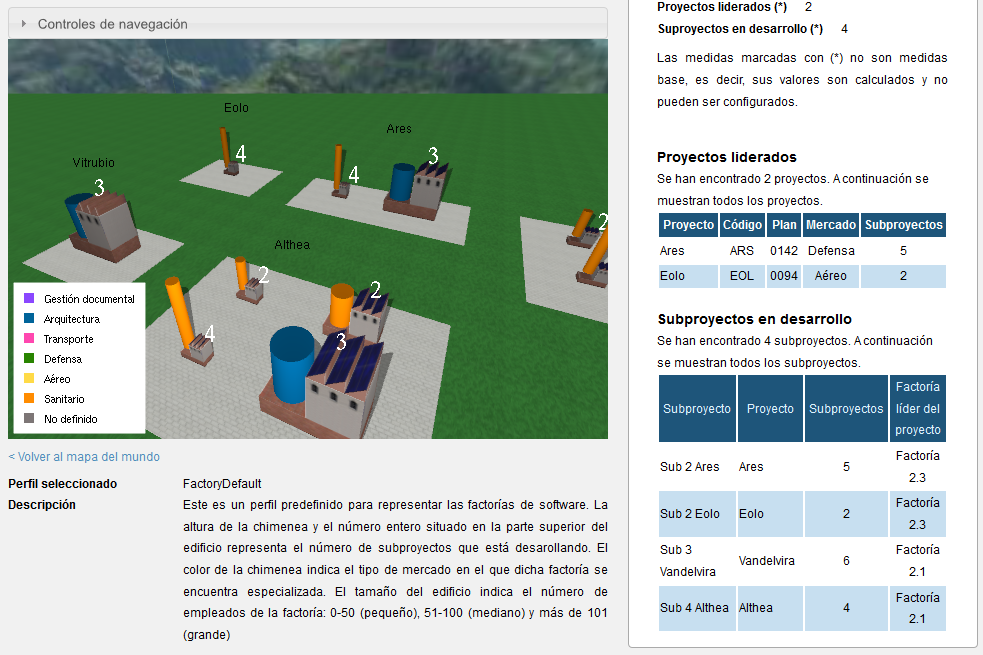 Controles de navegación
Eolo
4
Ares
3
4
Vitrubio
3
2
Althea
2
2
4
3
Gestión documental
Arquitectura
Transporte
Defensa
Aéreo
Sanitario
No definido
< Volver al mapa del mundo
Perfil seleccionado FactoryDefault
Descripción Este es un perfil predefinido para representar las factorías de software. La
altura de la chimenea y el número entero situado en la parte superior del
edificio representa el número de subproyectos que está desarollando. El
color de la chimenea indica el tipo de mercado en el que dicha factoría se
encuentra especializada. El tamaño del edificio indica el número de
empleados de la factoría: 0-50 (pequeño), 51-100 (mediano) y más de 101
(grande)
Proyectos liderados (*) 2
Suproyectos en desarrollo (*) 4
Las medidas marcadas con (*) no son medidas
base, es decir, sus valores son calculados y no
pueden ser configurados.
Proyectos liderados
Se han encontrado 2 proyectos. A continuación se
muestran todos los proyectos.
Proyecto Código Plan Mercado Subproyectos
Ares ARS 0142 Defensa 5
Eolo EOL 0094 Aéreo 2
Subproyectos en desarrollo
Se han encontrado 4 subproyectos. A continuación
se muestran todos los subproyectos.
Subproyecto Proyecto Subproyectos Factoría
líder del
proyecto
Sub 2 Ares Ares 5 Factoría
2.3
Sub 2 Eolo Eolo 2 Factoría
2.3
Sub 3
Vandelvira Vandelvira 6 Factoría
2.1
Sub 4 Althea Althea 4 Factoría
2.1